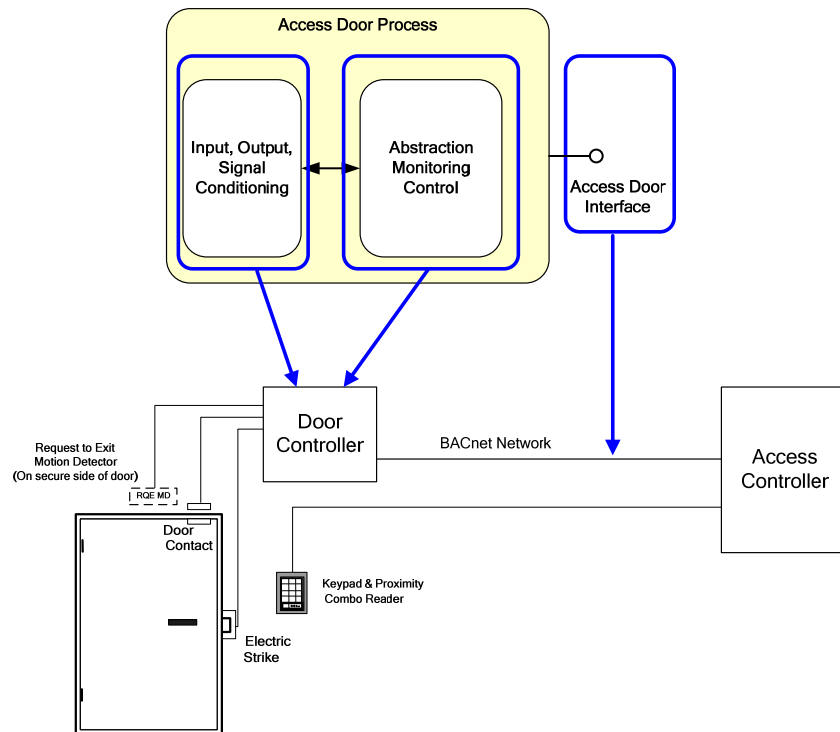 Access Door Process
Input, Output,
Signal
Conditioning
Abstraction
Monitoring
Control
Access Door
Interface
Door
Controller
BACnet Network
Access
Controller
Request to Exit
Motion Detector
(On secure side of door)
RQE MD
Door
Contact
Keypad & Proximity
Combo Reader
Electric
Strike